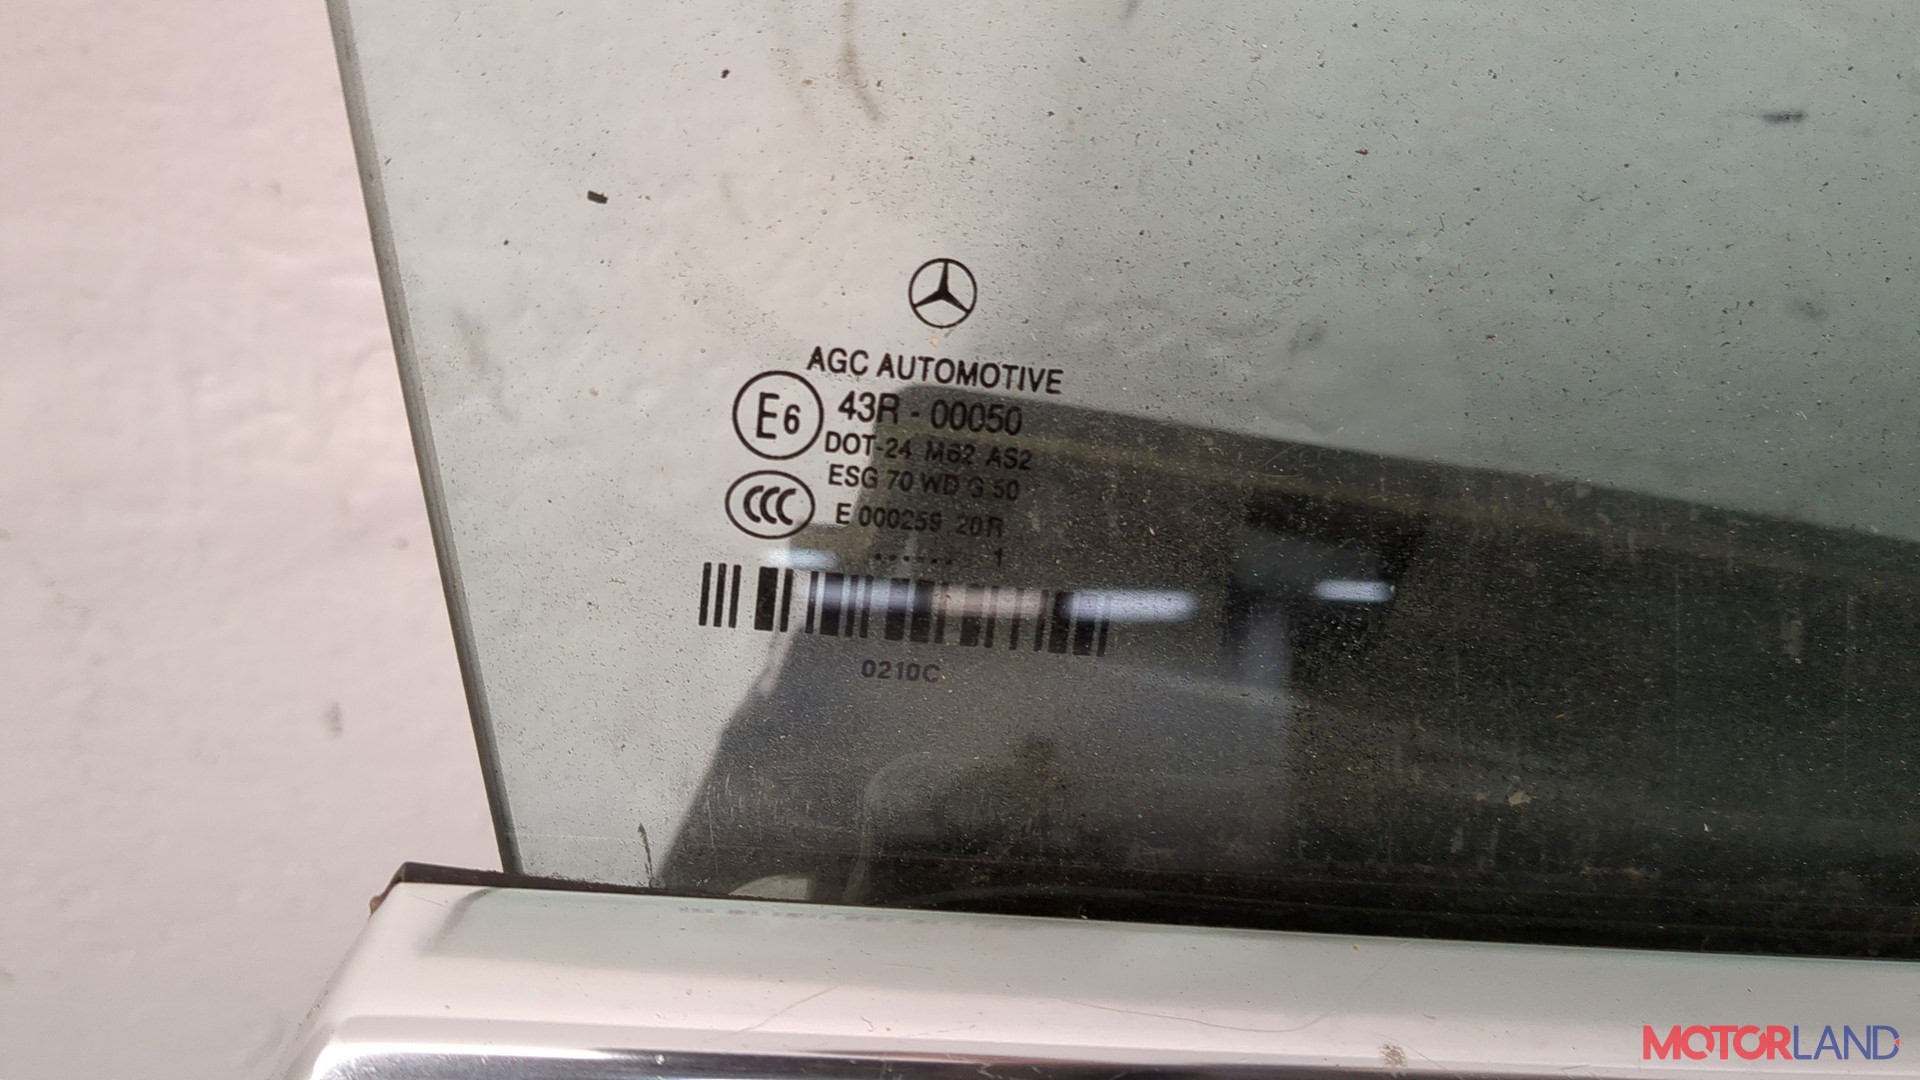 AGC AUTOMOTIVE
E6 43R - 00050
DOT-24 M62 AS2
ESG 70 WD G 50
CCC E 000259 20R
...... 1
0210C
MOTORLAND